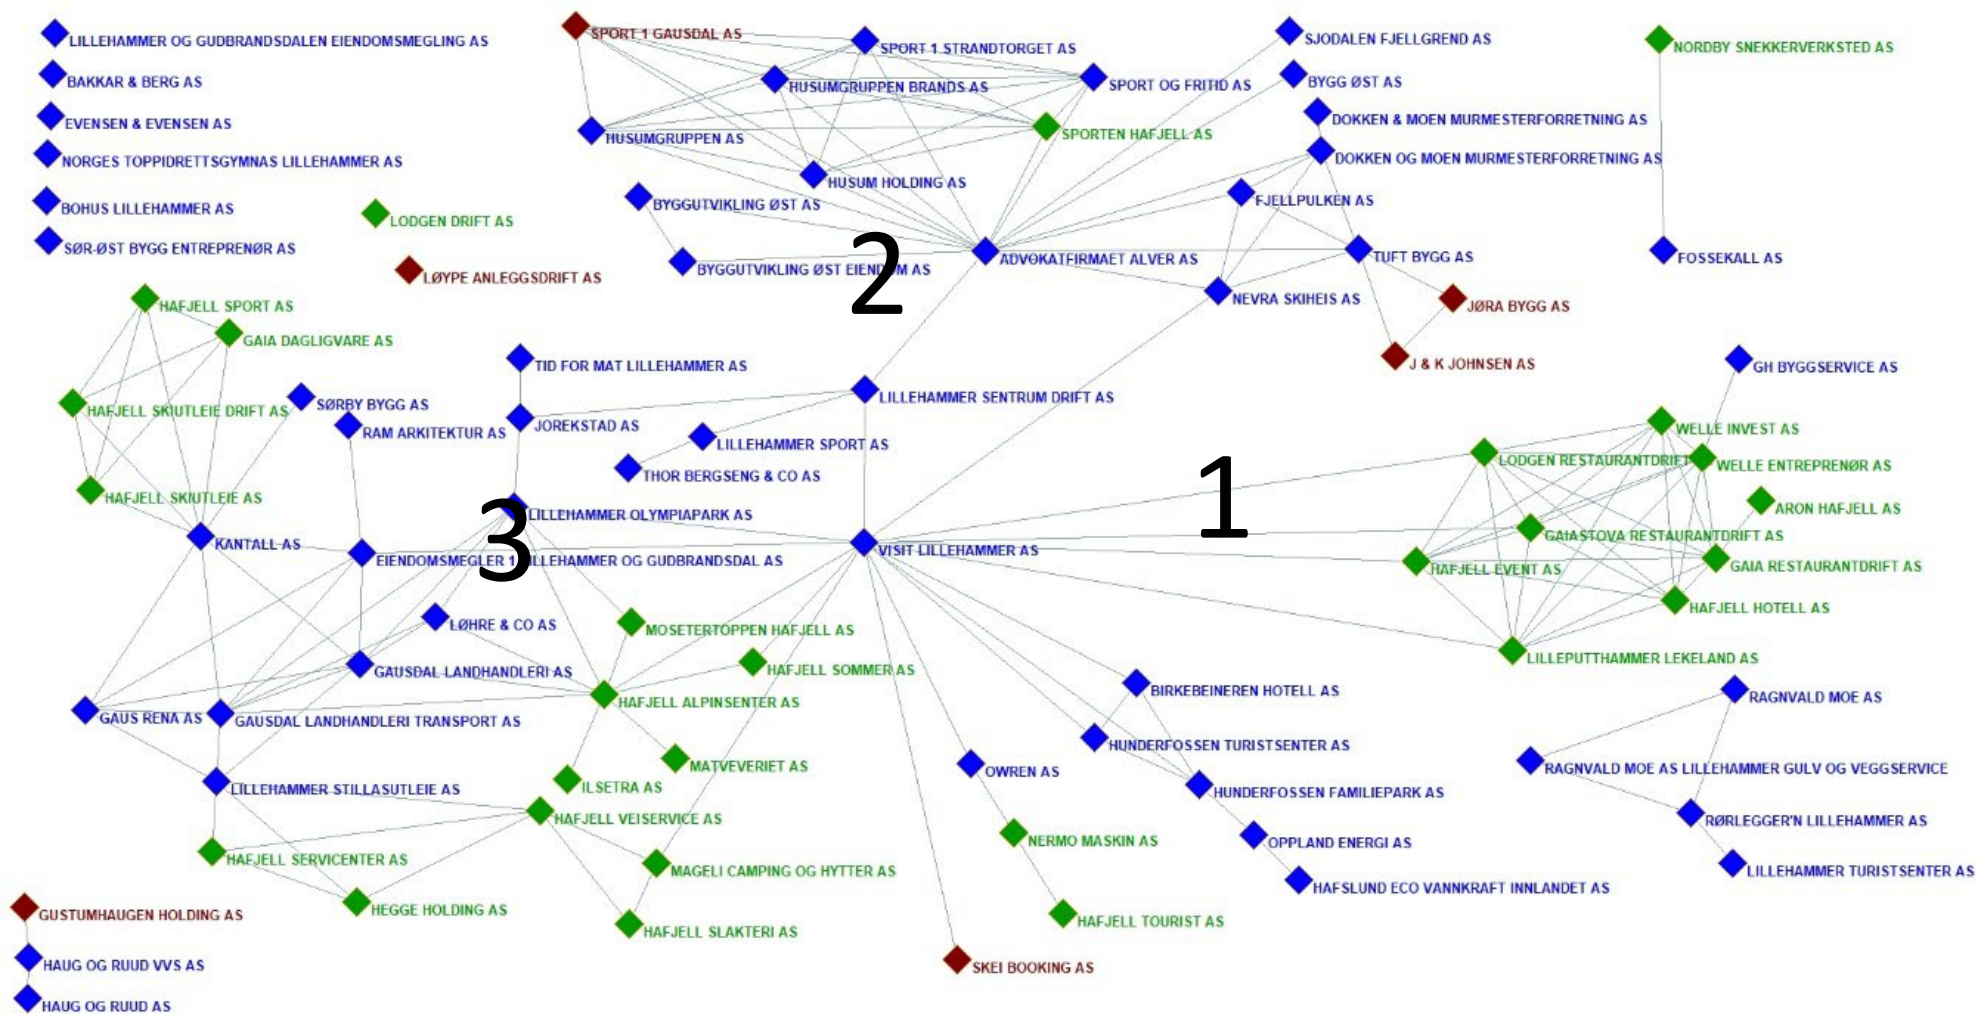 SPORT 1 GAUSDAL AS
SJODALEN FJELLGREND AS
LILLEHAMMER OG GUDBRANDSDALEN EIENDOMSMEGLING AS
SPORT 1 STRANDTORGET AS
NORDBY SNEKKERVERKSTED AS
BAKKAR & BERG AS
HUSUMGRUPPEN BRANDS AS
SPORT OG FRITID AS
BYGG ØST AS
EVENSEN & EVENSEN AS
DOKKEN & MOEN MURMESTERFORRETNING AS
HUSUMGRUPPEN AS
SPORTEN HAFJELL AS
NORGES TOPPIDRETTSGYMNAS LILLEHAMMER AS
DOKKEN OG MOEN MURMESTERFORRETNING AS
HUSUM HOLDING AS
BOHUS LILLEHAMMER AS
BYGGUTVIKLING ØST AS
FJELLPULKEN AS
LODGEN DRIFT AS
SØR-ØST BYGG ENTREPRENØR AS
ADVOKATFIRMAET ALVER AS
TUFT BYGG AS
FOSSEKALL AS
BYGGUTVIKLING ØST EIENDOM AS
2
LØYPE ANLEGGSDRIFT AS
NEVRA SKIHEIS AS
HAFJELL SPORT AS
JØRA BYGG AS
GAIA DAGLIGVARE AS
TID FOR MAT LILLEHAMMER AS
J & K JOHNSEN AS
GH BYGGSERVICE AS
HAFJELL SKIUTLEIE DRIFT AS
SØRBY BYGG AS
LILLEHAMMER SENTRUM DRIFT AS
RAM ARKITEKTUR AS
JOREKSTAD AS
WELLE INVEST AS
LILLEHAMMER SPORT AS
LODGEN RESTAURANTDRIFT
WELLE ENTREPRENØR AS
THOR BERGSENG & CO AS
HAFJELL SKIUTLEIE AS
1
ARON HAFJELL AS
LILLEHAMMER OLYMPIAPARK AS
GAIASTOVA RESTAURANTDRIFT AS
KANTALL AS
3
VISIT LILLEHAMMER AS
EIENDOMSMEGLER 1 LILLEHAMMER OG GUDBRANDSDAL AS
HAFJELL EVENT AS
GAIA RESTAURANTDRIFT AS
HAFJELL HOTELL AS
LØHRE & CO AS
MOSETERTOPPEN HAFJELL AS
LILLEPUTTHAMMER LEKELAND AS
GAUSDAL LANDHANDLERI AS
HAFJELL SOMMER AS
BIRKEBEINEREN HOTELL AS
RAGNVALD MOE AS
HAFJELL ALPINSENTER AS
GAUS RENA AS
GAUSDAL LANDHANDLERI TRANSPORT AS
HUNDERFOSSEN TURISTSENTER AS
MATVEVERIET AS
OWREN AS
RAGNVALD MOE AS LILLEHAMMER GULV OG VEGGSERVICE
ILSETRA AS
LILLEHAMMER STILLASUTLEIE AS
HUNDERFOSSEN FAMILIEPARK AS
HAFJELL VEISERVICE AS
RØRLEGGER'N LILLEHAMMER AS
NERMO MASKIN AS
OPPLAND ENERGI AS
HAFJELL SERVICENTER AS
MAGELI CAMPING OG HYTTER AS
LILLEHAMMER TURISTSENTER AS
HAFSLUND ECO VANNKRAFT INNLANDET AS
GUSTUMHAUGEN HOLDING AS
HEGGE HOLDING AS
HAFJELL TOURIST AS
HAFJELL SLAKTERI AS
HAUG OG RUUD VVS AS
SKEI BOOKING AS
HAUG OG RUUD AS